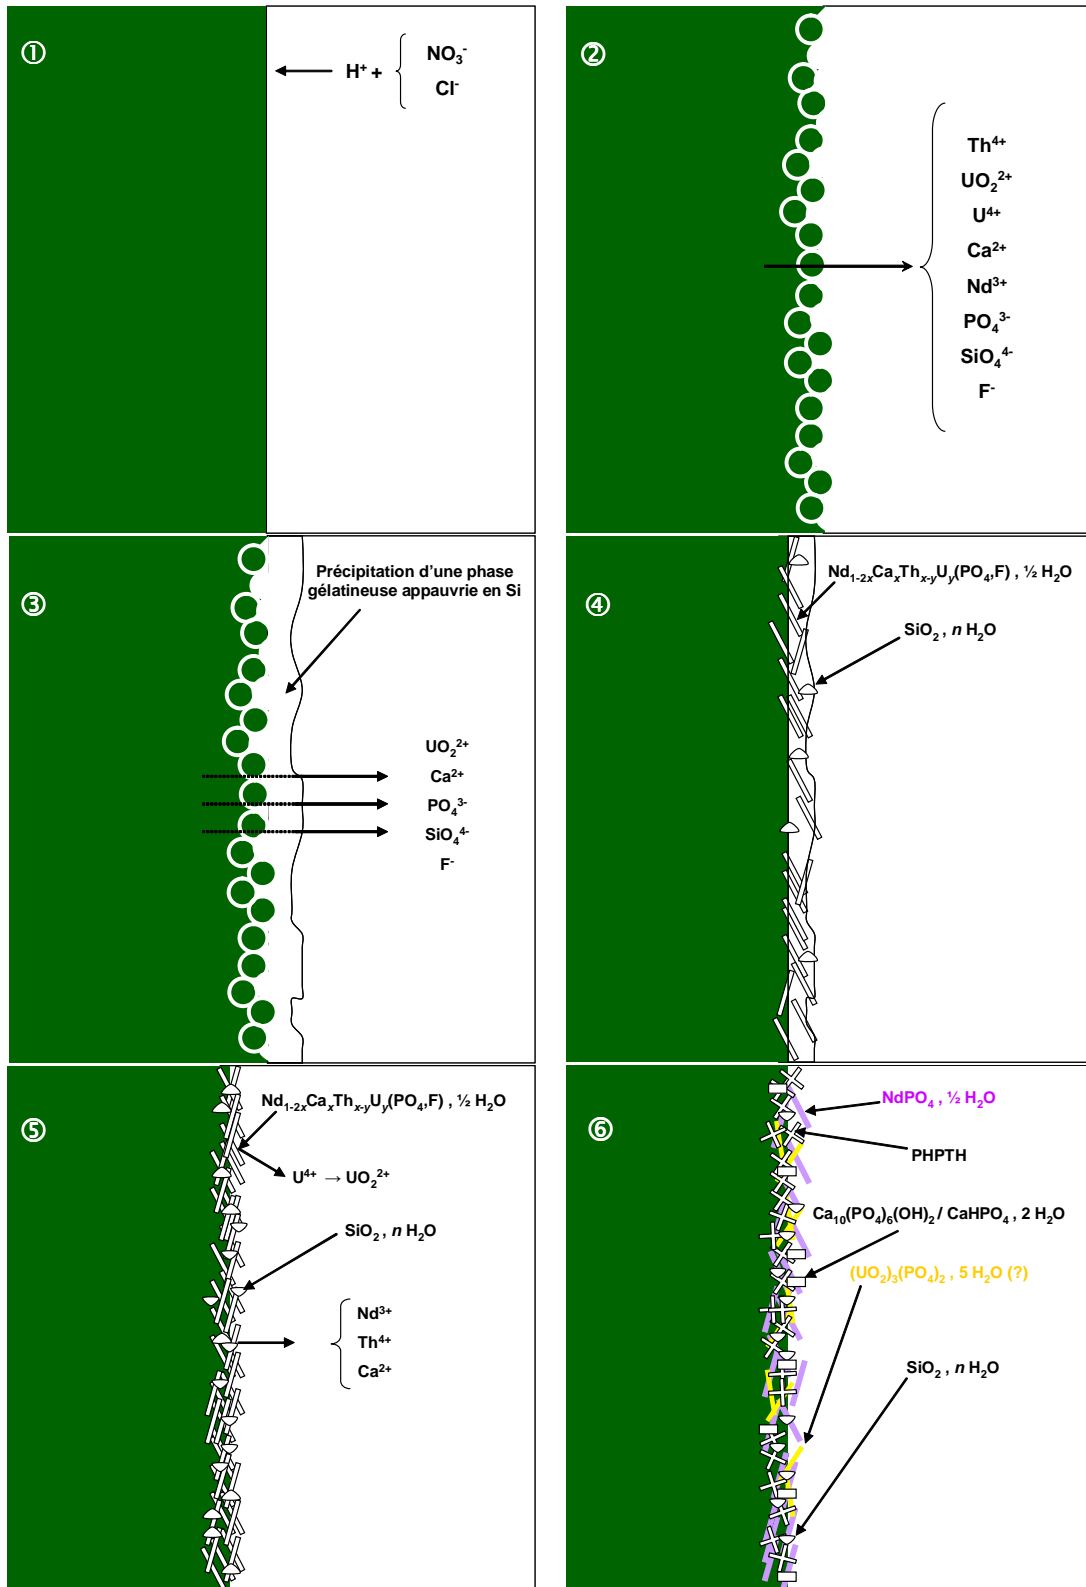 ①
H⁺ +
NO₃⁻
Cl⁻
②
Th⁴⁺
UO₂²⁺
U⁴⁺
Ca²⁺
Nd³⁺
PO₄³⁻
SiO₄⁴⁻
F⁻
③
Précipitation d'une phase
gélatineuse appauvrie en Si
UO₂²⁺
Ca²⁺
PO₄³⁻
SiO₄⁴⁻
F⁻
④
Nd₁₋₂ₓCaₓThₓ₋ᵧUᵧ(PO₄,F) , ½ H₂O
SiO₂ , n H₂O
⑤
Nd₁₋₂ₓCaₓThₓ₋ᵧUᵧ(PO₄,F) , ½ H₂O
U⁴⁺ → UO₂²⁺
SiO₂ , n H₂O
Nd³⁺
Th⁴⁺
Ca²⁺
⑥
NdPO₄ , ½ H₂O
PHPTH
Ca₁₀(PO₄)₆(OH)₂ / CaHPO₄ , 2 H₂O
(UO₂)₃(PO₄)₂ , 5 H₂O (?)
SiO₂ , n H₂O